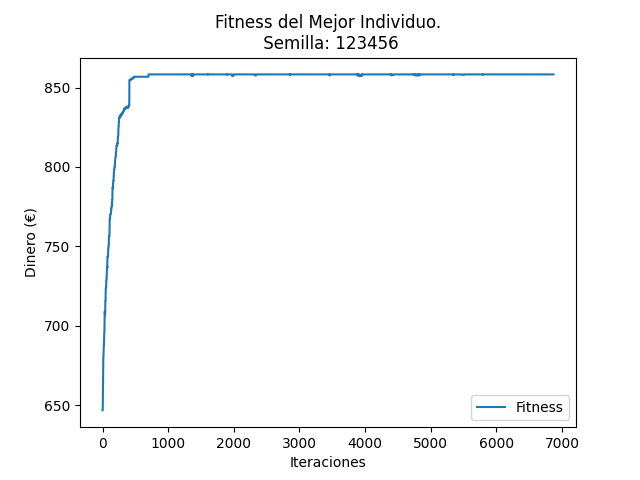 Fitness del Mejor Individuo.
Semilla: 123456
850
800
750
700
650
Dinero (€)
0 1000 2000 3000 4000 5000 6000 7000
Iteraciones
Fitness